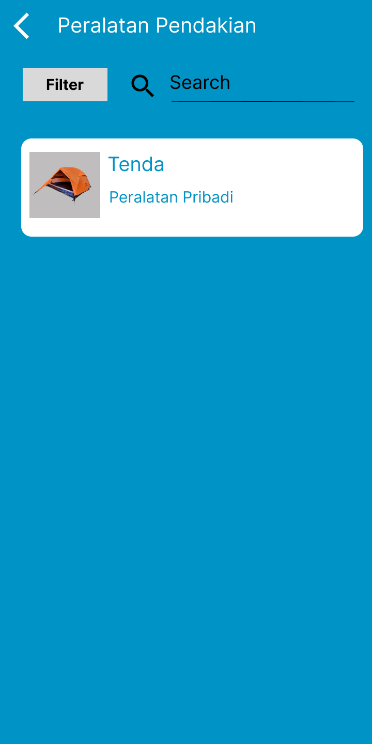 Peralatan Pendakian
Filter
Search
Tenda
Peralatan Pribadi